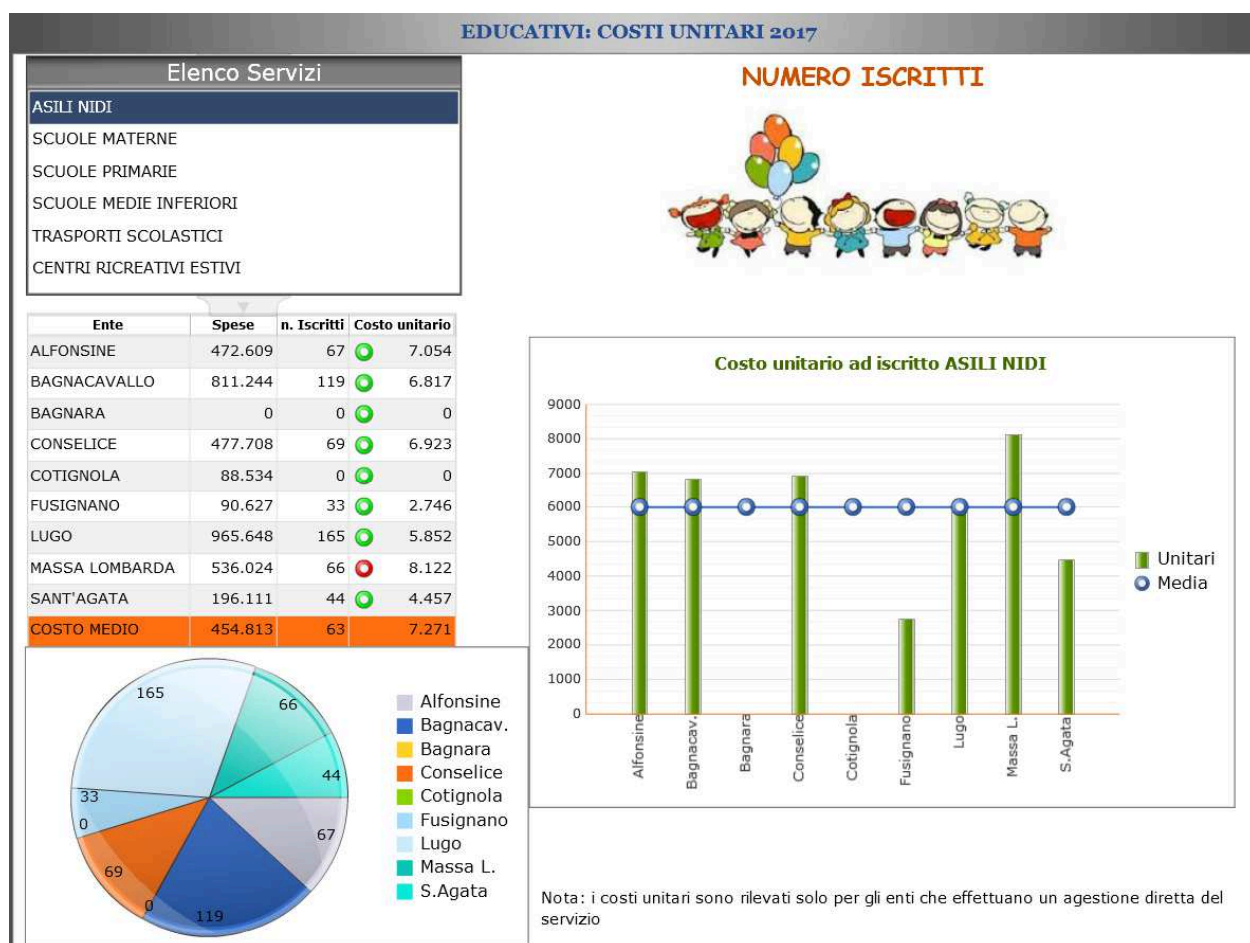 EDUCATIVI: COSTI UNITARI 2017
Elenco Servizi
ASILI NIDI
SCUOLE MATERNE
SCUOLE PRIMARIE
SCUOLE MEDIE INFERIORI
TRASPORTI SCOLASTICI
CENTRI RICREATIVI ESTIVI
NUMERO ISCRITTI
Ente Spese n. Iscritti Costo unitario
ALFONSINE 472.609 67 7.054
BAGNACAVALLO 811.244 119 6.817
BAGNARA 0 0 0
CONSELICE 477.708 69 6.923
COTIGNOLA 88.534 0 0
FUSIGNANO 90.627 33 2.746
LUGO 965.648 165 5.852
MASSA LOMBARDA 536.024 66 8.122
SANT'AGATA 196.111 44 4.457
COSTO MEDIO 454.813 63 7.271
165
66
44
33
0
67
69
0
119
Alfonsine
Bagnacav.
Bagnara
Conselice
Cotignola
Fusignano
Lugo
Massa L.
S.Agata
Costo unitario ad iscritto ASILI NIDI
9000
8000
7000
6000
5000
4000
3000
2000
1000
0
Alfonsine
Bagnacav.
Bagnara
Conselice
Cotignola
Fusignano
Lugo
Massa L.
S.Agata
Unitari
Media
Nota: i costi unitari sono rilevati solo per gli enti che effettuano un agestione diretta del
servizio